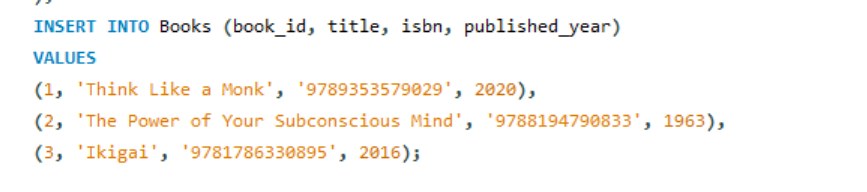 INSERT INTO Books (book_id, title, isbn, published_year)
VALUES
(1, 'Think Like a Monk', '9789353579029', 2020),
(2, 'The Power of Your Subconscious Mind', '9788194790833', 1963),
(3, 'Ikigai', '9781786330895', 2016);